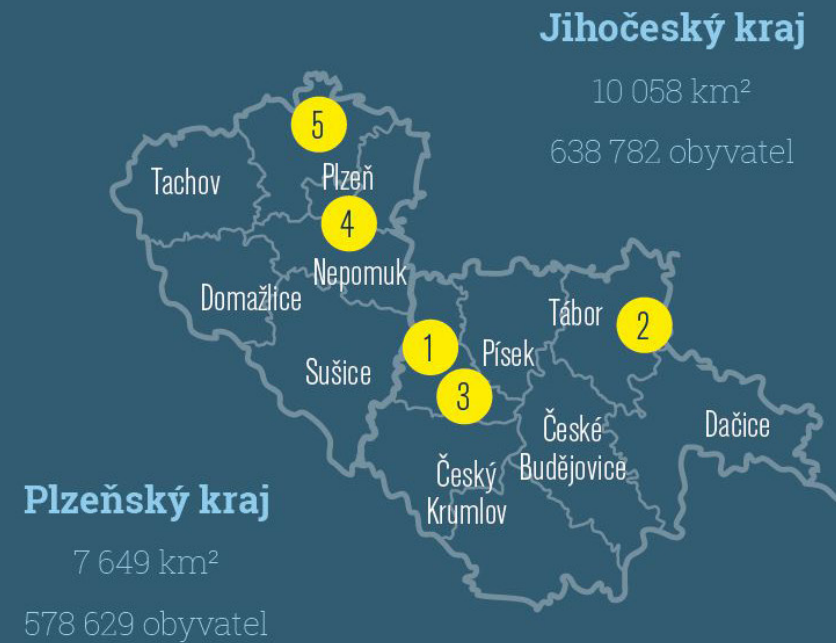 Jihočeský kraj
10 058 km²
638 782 obyvatel
5
Tachov
Plzeň
4
Nepomuk
Domažlice
Tábor
2
1
Písek
Sušice
3
České
Budějovice
Dačice
Český
Krumlov
Plzeňský kraj
7 649 km²
578 629 obyvatel